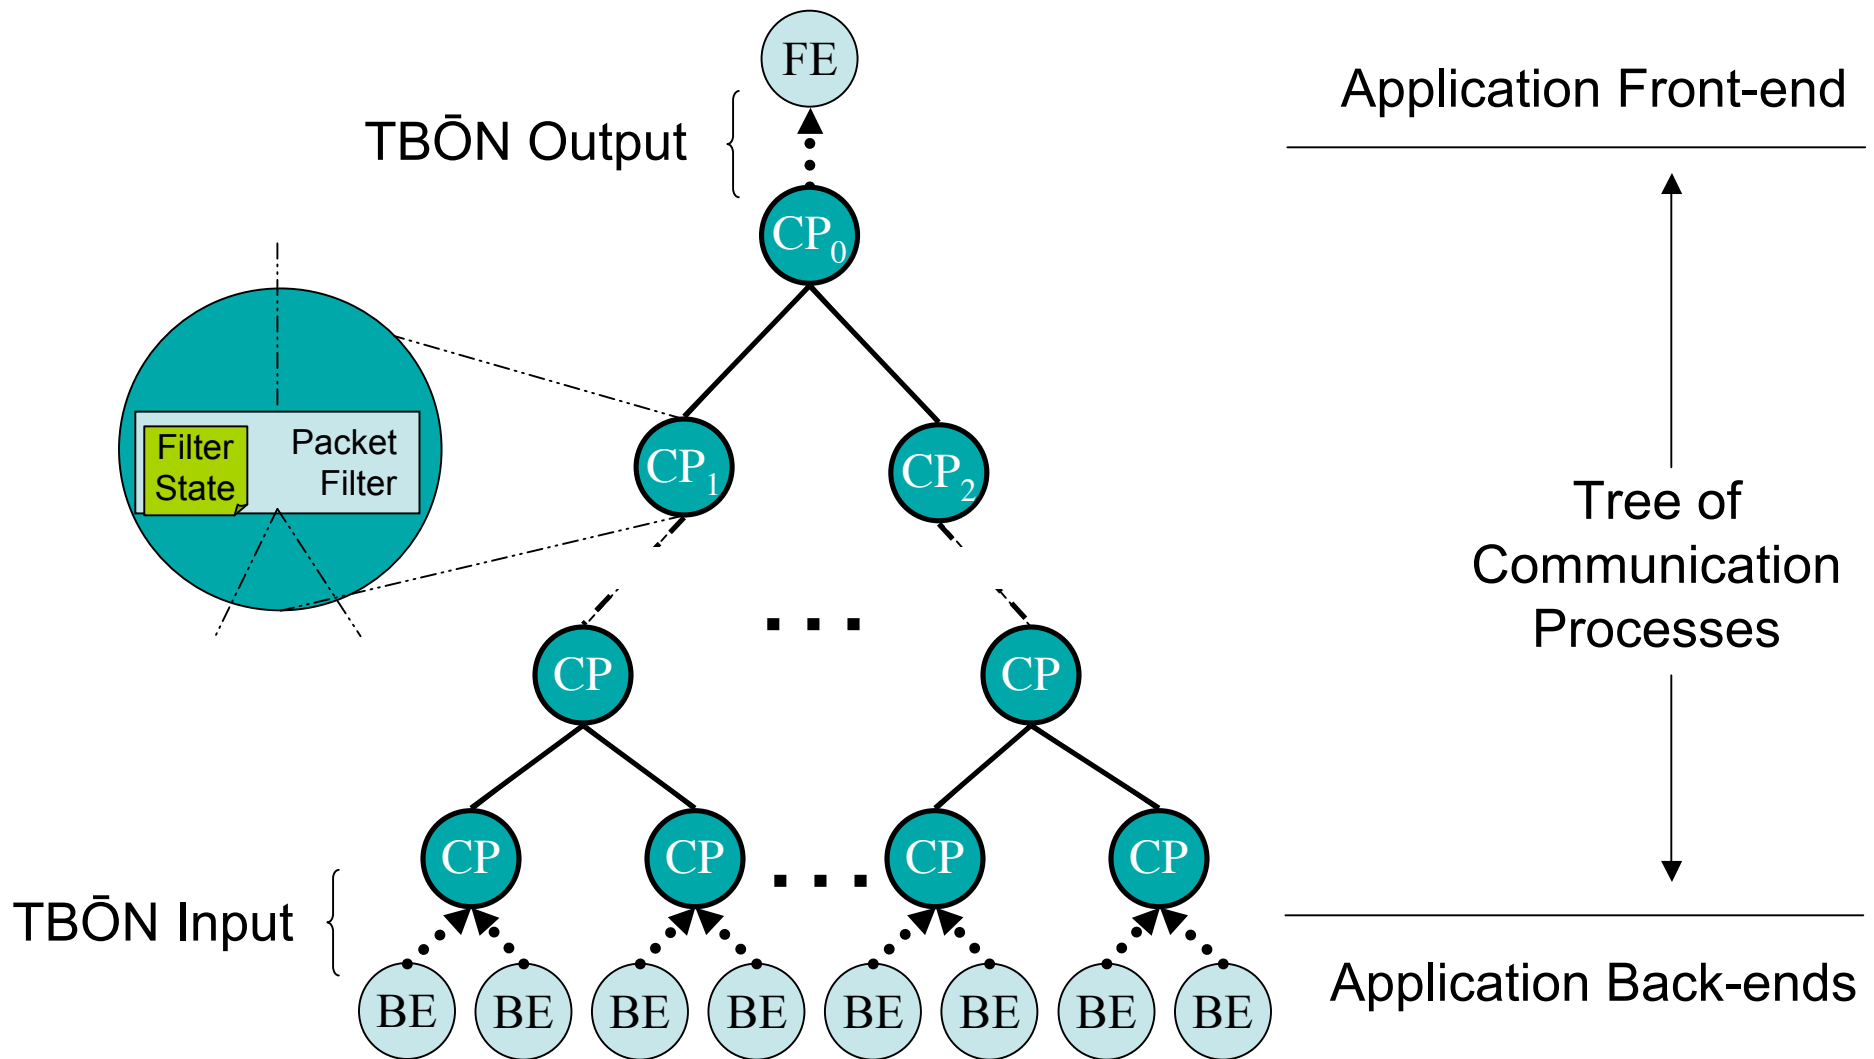 FE
Application Front-end
TBŌN Output
CP0
Filter
State
Packet
Filter
CP1
CP2
Tree of
Communication
Processes
CP
CP
CP
CP
CP
CP
TBŌN Input
BE
BE
BE
BE
BE
BE
BE
BE
Application Back-ends